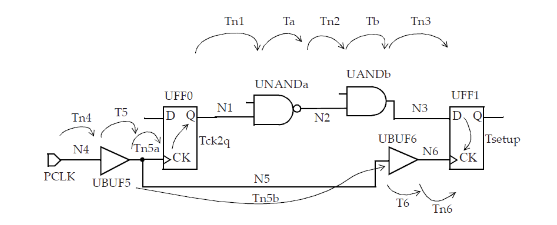 Tn1 Ta Tn2 Tb Tn3
UFF0 UNANDa UANDb UFF1
Tn4 T5 D Q N1 N2 N3 D Q
Tn5a Tck2q UBUF6 Tsetup
N4 CK N6 CK
PCLK UBUF5 N5
Tn5b T6 Tn6